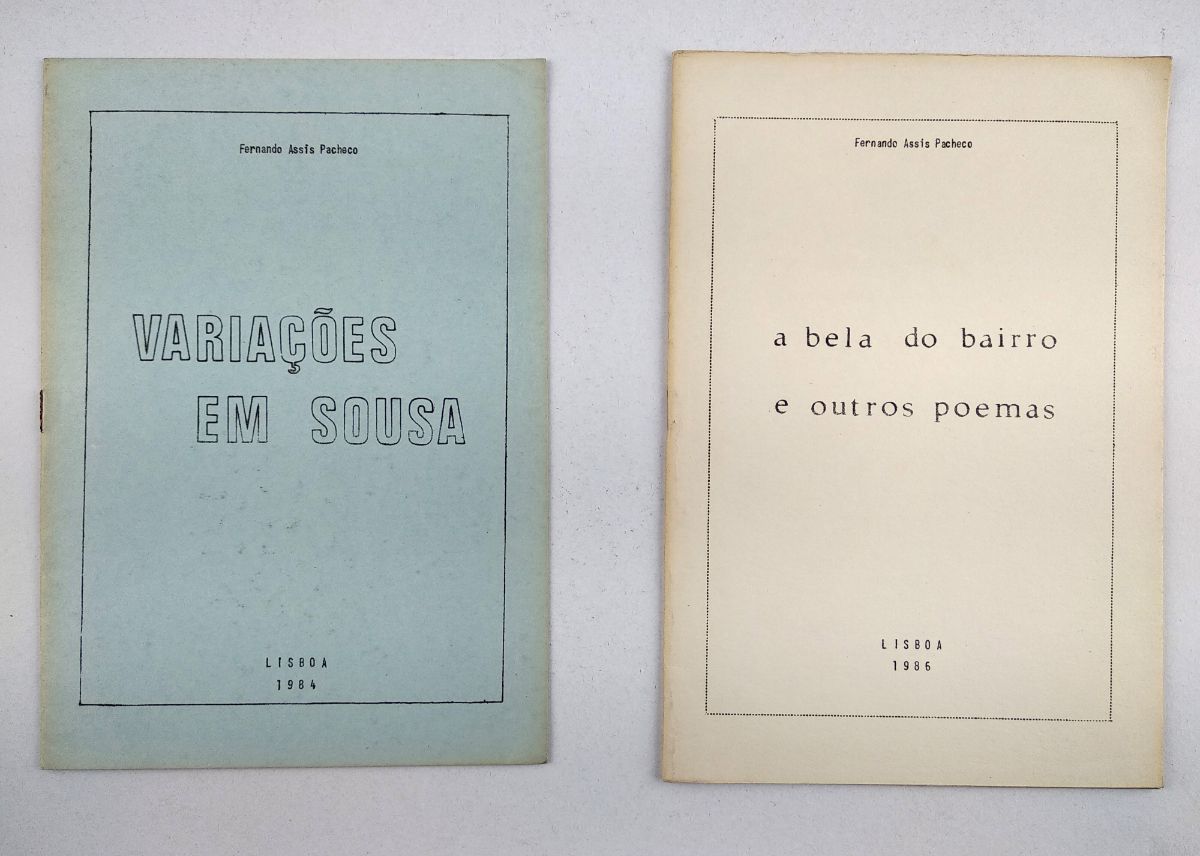 Fernando Assis Pacheco
VARIAÇÕES
EM SOUSA
LISBOA
1984
Fernando Assis Pacheco
a bela do bairro
e outros poemas
LISBOA
1986